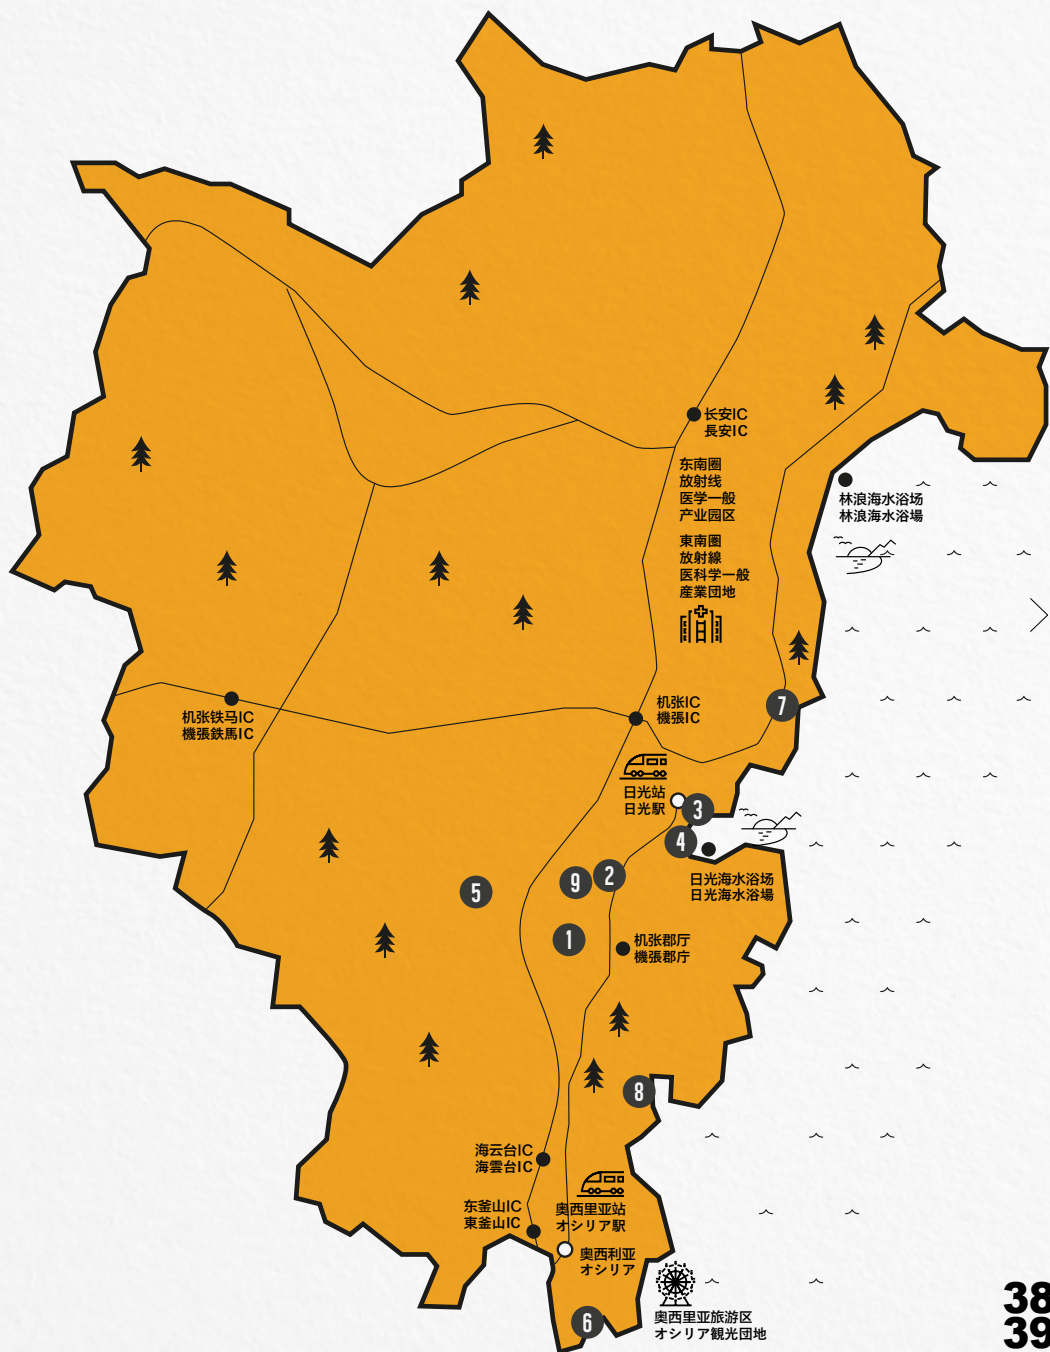 长安IC
長安IC
东南圈
放射线
医学一般
产业园区
東南圏
放射線
医科学一般
産業団地
林浪海水浴场
林浪海水浴場
机张铁马IC
機張鉄馬IC
机张IC
機張IC
7
日光站
日光駅
3
4
日光海水浴场
日光海水浴場
5
9
2
1
机张郡厅
機張郡庁
8
海云台IC
海雲台IC
东釜山IC
東釜山IC
奥西里亚站
オシリア駅
奥西利亚
オシリア
6
奥西里亚旅游区
オシリア観光団地
38
39